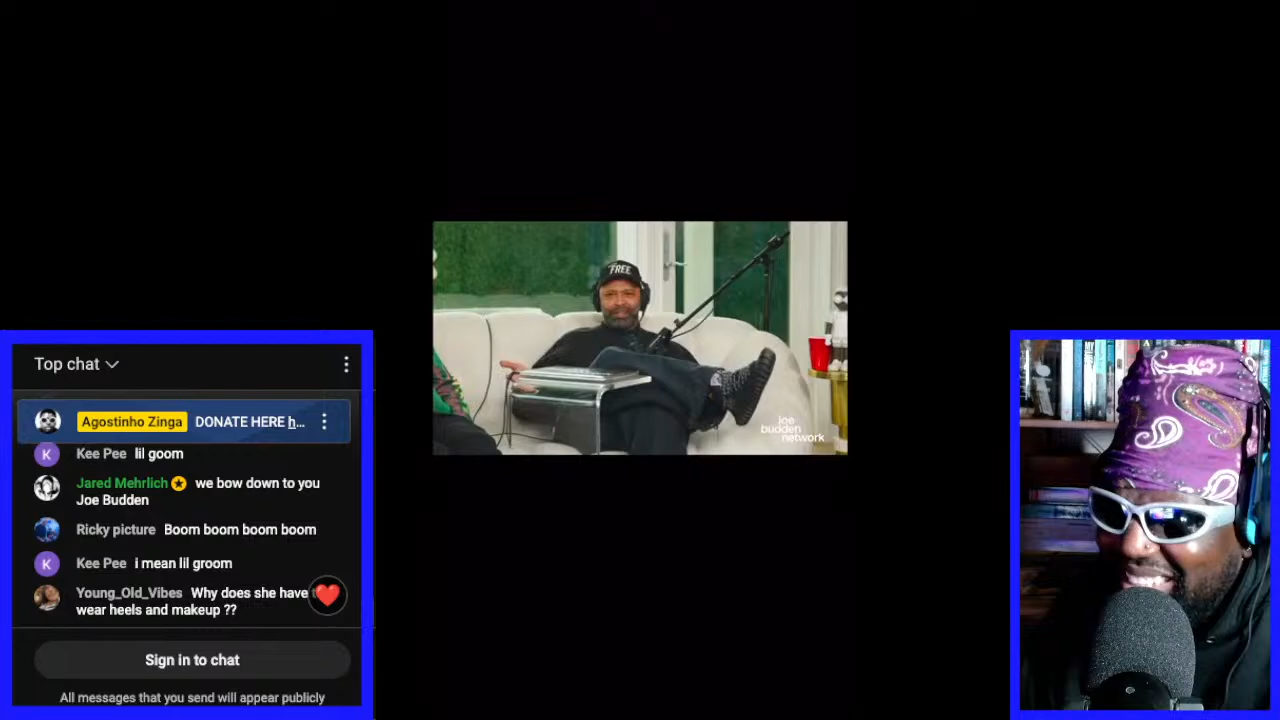 FREE
joe
budden
network
Top chat
Agostinho Zinga DONATE HERE h...
Kee Pee lil goom
Jared Mehrlich we bow down to you
Joe Budden
Ricky picture Boom boom boom boom
K Kee Pee i mean lil groom
Young_Old_Vibes Why does she have
wear heels and makeup ??
Sign in to chat
All messages that you send will appear publicly